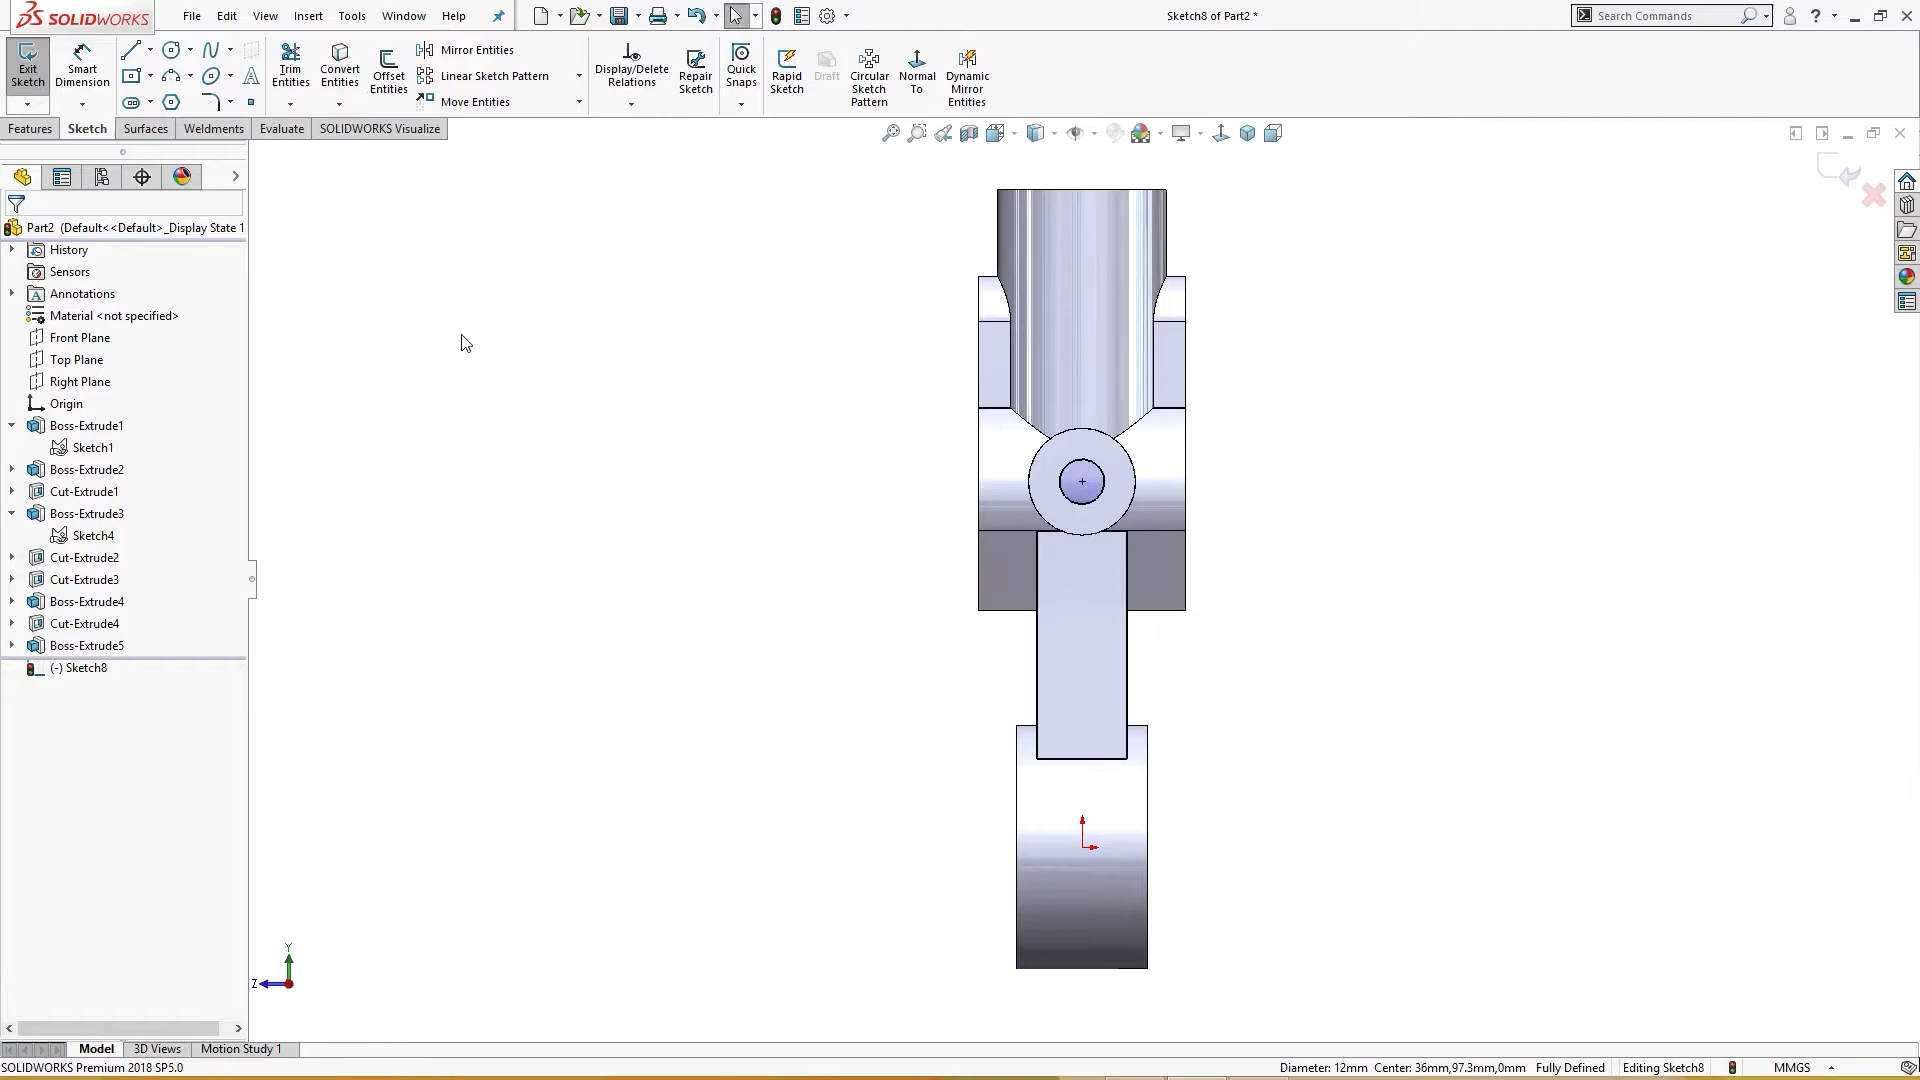 SOLIDWORKS File Edit View Insert Tools Window Help Sketch8 of Part2 * Search Commands
Exit Sketch
Smart Dimension
Trim Entities
Convert Entities
Offset Entities
Mirror Entities
Linear Sketch Pattern
Move Entities
Display/Delete Relations
Repair Sketch
Quick Snaps
Rapid Sketch
Draft
Circular Sketch Pattern
Normal To
Dynamic Mirror Entities
Features Sketch Surfaces Weldments Evaluate SOLIDWORKS Visualize
Part2 (Default<<Default>_Display State 1
History
Sensors
Annotations
Material <not specified>
Front Plane
Top Plane
Right Plane
Origin
Boss-Extrude1
Sketch1
Boss-Extrude2
Cut-Extrude1
Boss-Extrude3
Sketch4
Cut-Extrude2
Cut-Extrude3
Boss-Extrude4
Cut-Extrude4
Boss-Extrude5
(-) Sketch8
Y
Z
Model 3D Views Motion Study 1
SOLIDWORKS Premium 2018 SP5.0 Diameter: 12mm Center: 36mm,97.3mm,0mm Fully Defined Editing Sketch8 MMGS